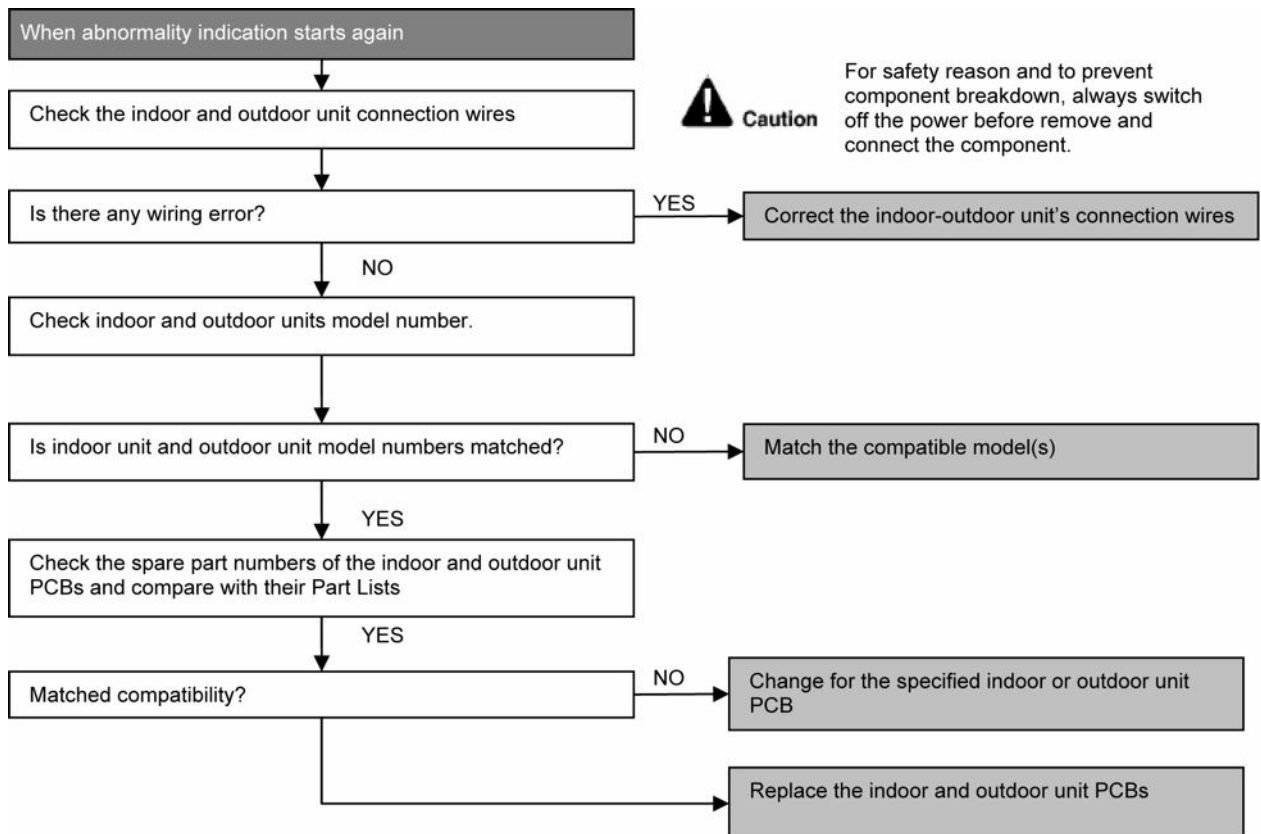 When abnormality indication starts again
Check the indoor and outdoor unit connection wires
Caution
For safety reason and to prevent
component breakdown, always switch
off the power before remove and
connect the component.
Is there any wiring error?
YES
Correct the indoor-outdoor unit's connection wires
NO
Check indoor and outdoor units model number.
Is indoor unit and outdoor unit model numbers matched?
NO
Match the compatible model(s)
YES
Check the spare part numbers of the indoor and outdoor unit
PCBs and compare with their Part Lists
YES
Matched compatibility?
NO
Change for the specified indoor or outdoor unit
PCB
Replace the indoor and outdoor unit PCBs